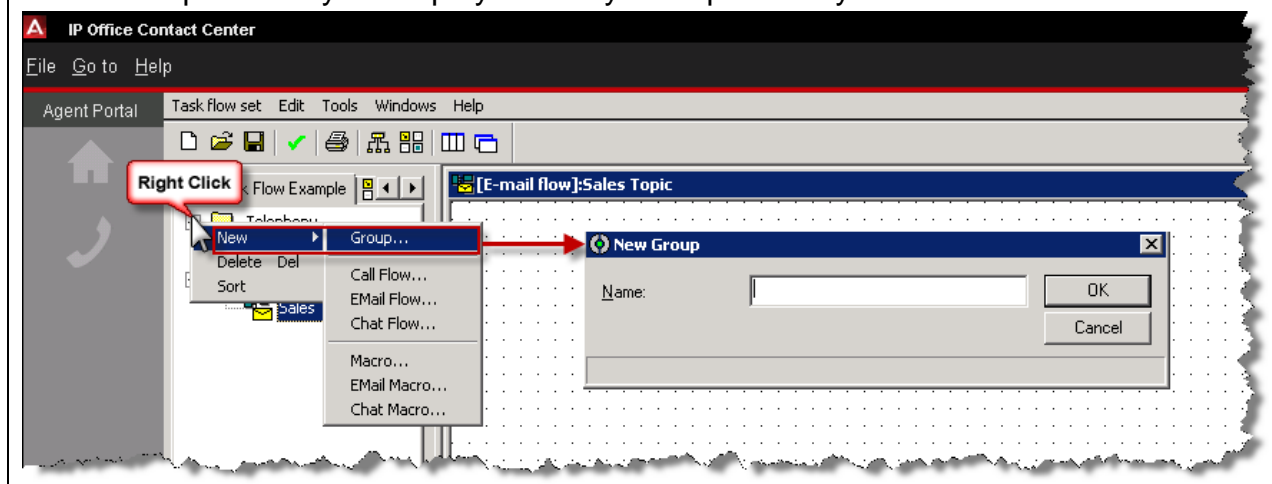 IP Office Contact Center
File Go to Help
Agent Portal
Task flow set Edit Tools Windows Help
Right Click
Flow Example
[E-mail flow]:Sales Topic
Telephony
New
Group...
Delete Del
Sort
Call Flow...
EMail Flow...
Chat Flow...
Macro...
EMail Macro...
Chat Macro...
Sales
New Group
Name:
OK
Cancel